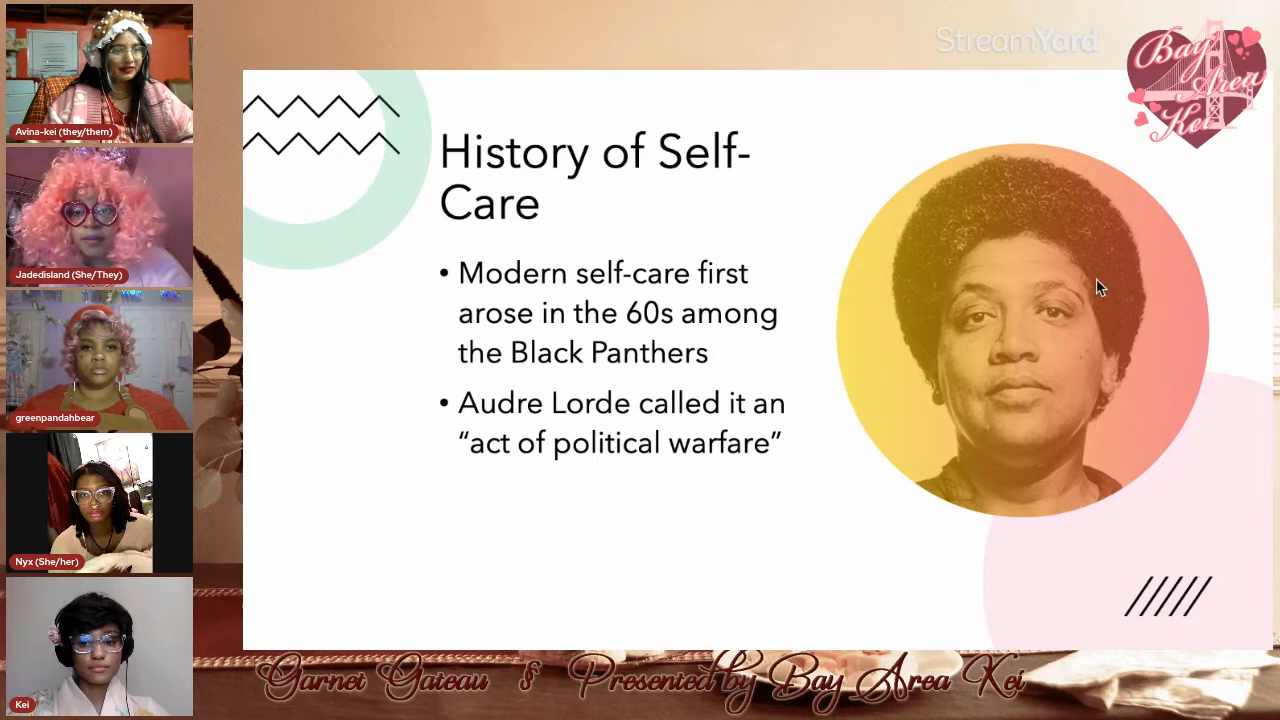 StreamYard
Bay
Area
Kei
Avina-kei (they/them)
Jadedisland (She/They)
greenpandahbear
Nyx (She/her)
Kei
History of Self-
Care
• Modern self-care first
arose in the 60s among
the Black Panthers
• Audre Lorde called it an
“act of political warfare”
Garnet Gateau § Presented by Bay Area Kei